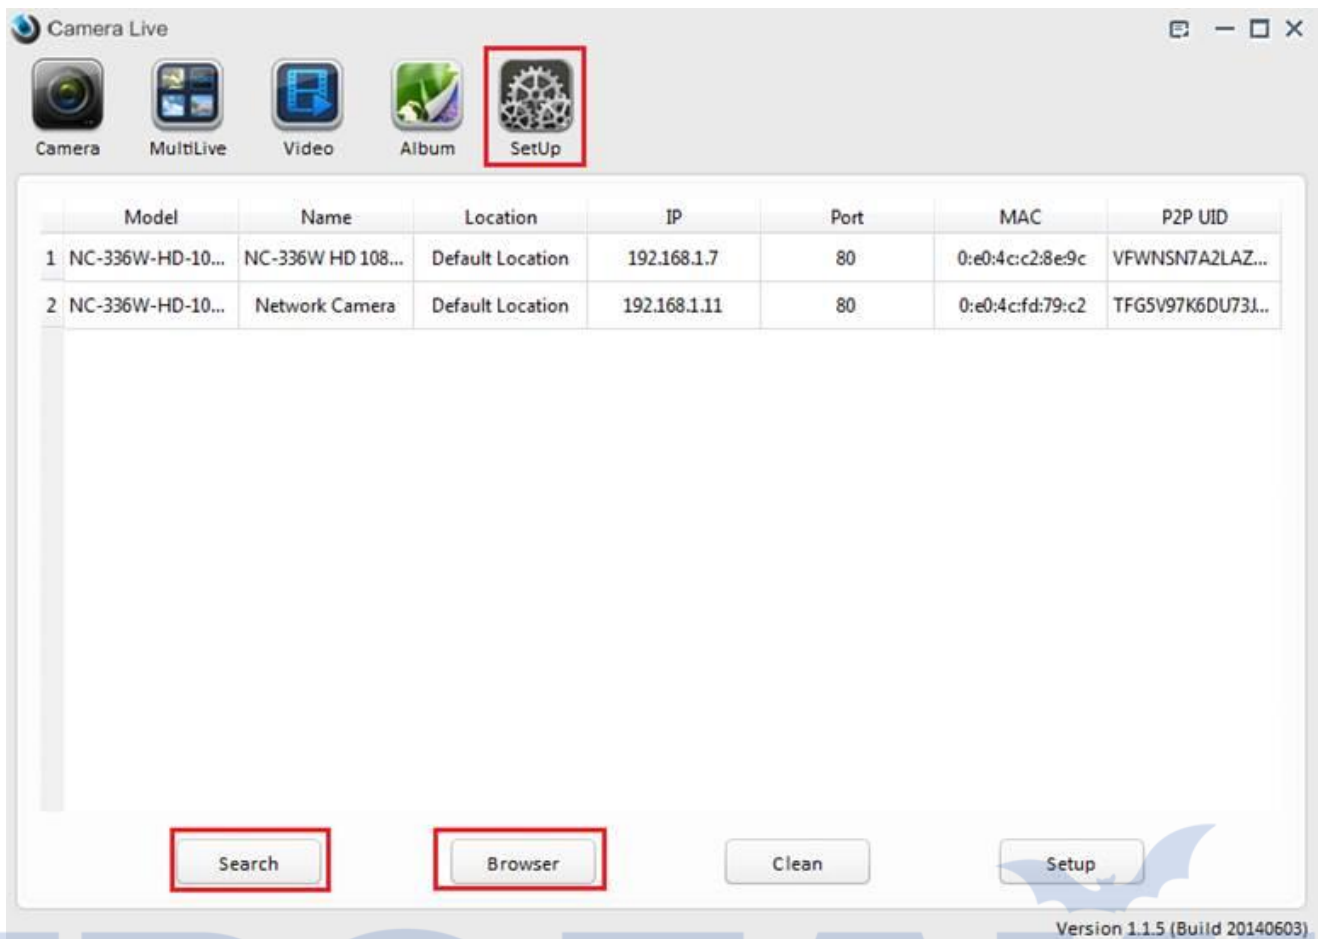 Camera Live
Camera MultiLive Video Album SetUp
Model Name Location IP Port MAC P2P UID
1 NC-336W-HD-10... NC-336W HD 108... Default Location 192.168.1.7 80 0:e0:4c:c2:8e:9c VFWNSN7A2LAZ...
2 NC-336W-HD-10... Network Camera Default Location 192.168.1.11 80 0:e0:4c:fd:79:c2 TFG5V97K6DU73J...
Search Browser Clean Setup
Version 1.1.5 (Build 20140603)